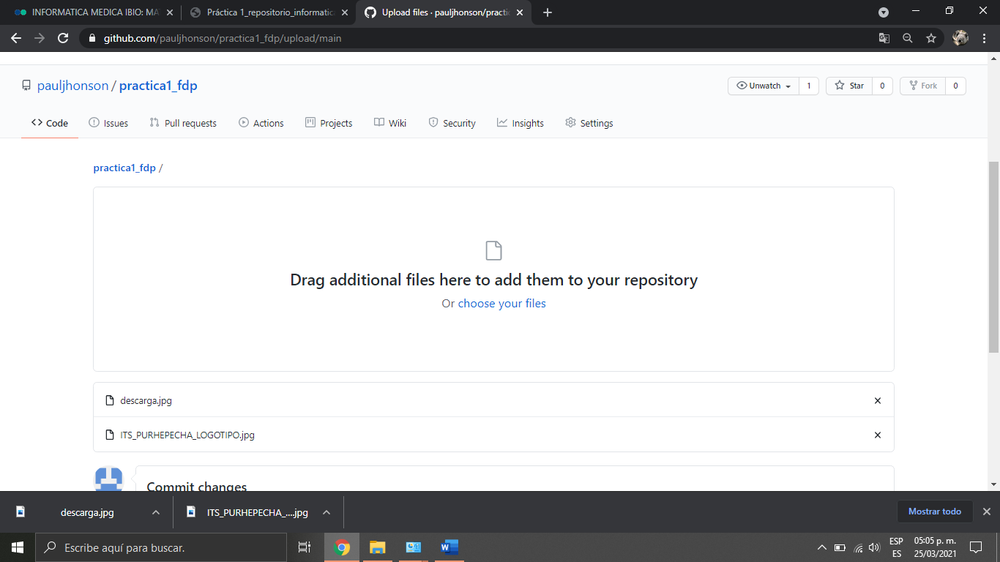 INFORMATICA MEDICA IBIO: MA
Práctica 1_repositorio_informatic
Upload files · pauljhonson/practic
github.com/pauljhonson/practica1_fdp/upload/main
pauljhonson / practica1_fdp
Unwatch 1
Star 0
Fork 0
Code
Issues
Pull requests
Actions
Projects
Wiki
Security
Insights
Settings
practica1_fdp /
Drag additional files here to add them to your repository
Or choose your files
descarga.jpg
ITS_PURHEPECHA_LOGOTIPO.jpg
Commit changes
descarga.jpg
ITS_PURHEPECHA_....jpg
Mostrar todo
Escribe aquí para buscar.
ESP
ES
05:05 p. m.
25/03/2021